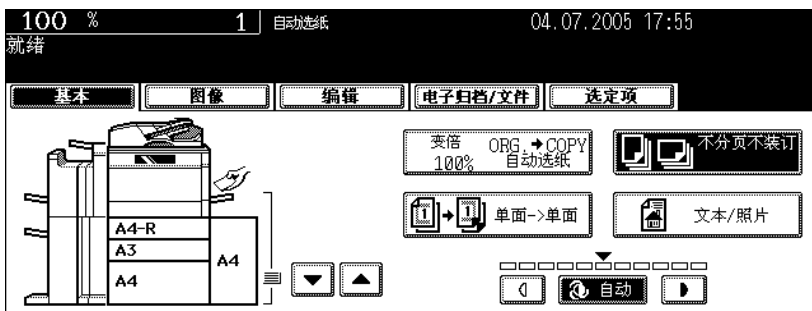 100 % 1 自动选纸 04.07.2005 17:55
就绪
基本 图像 编辑 电子归档/文件 选定项
变倍 ORG.➔COPY
100% 自动选纸
不分页不装订
1➔1 单面->单面
文本/照片
A4-R
A3
A4
A4
自动